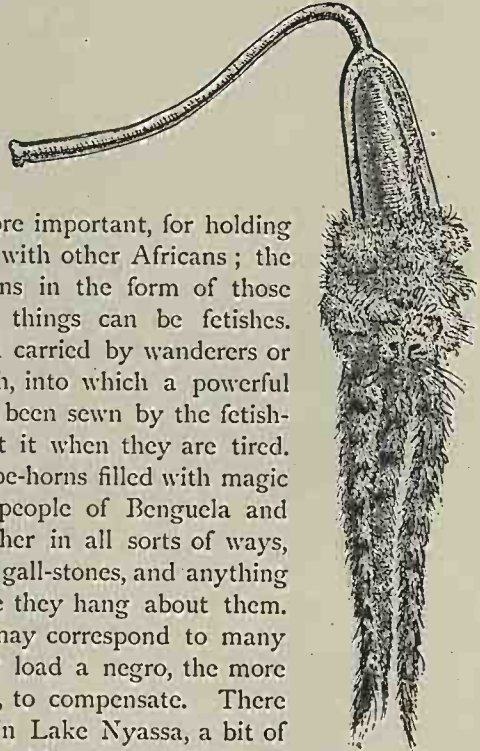 ore important, for holding
with other Africans; the
ns in the form of those
things can be fetishes.
carried by wanderers or
h, into which a powerful
been sewn by the fetish-
t it when they are tired.
pe-horns filled with magic
people of Benguela and
her in all sorts of ways,
gall-stones, and anything
e they hang about them.
may correspond to many
load a negro, the more
, to compensate. There
n Lake Nyassa, a bit of